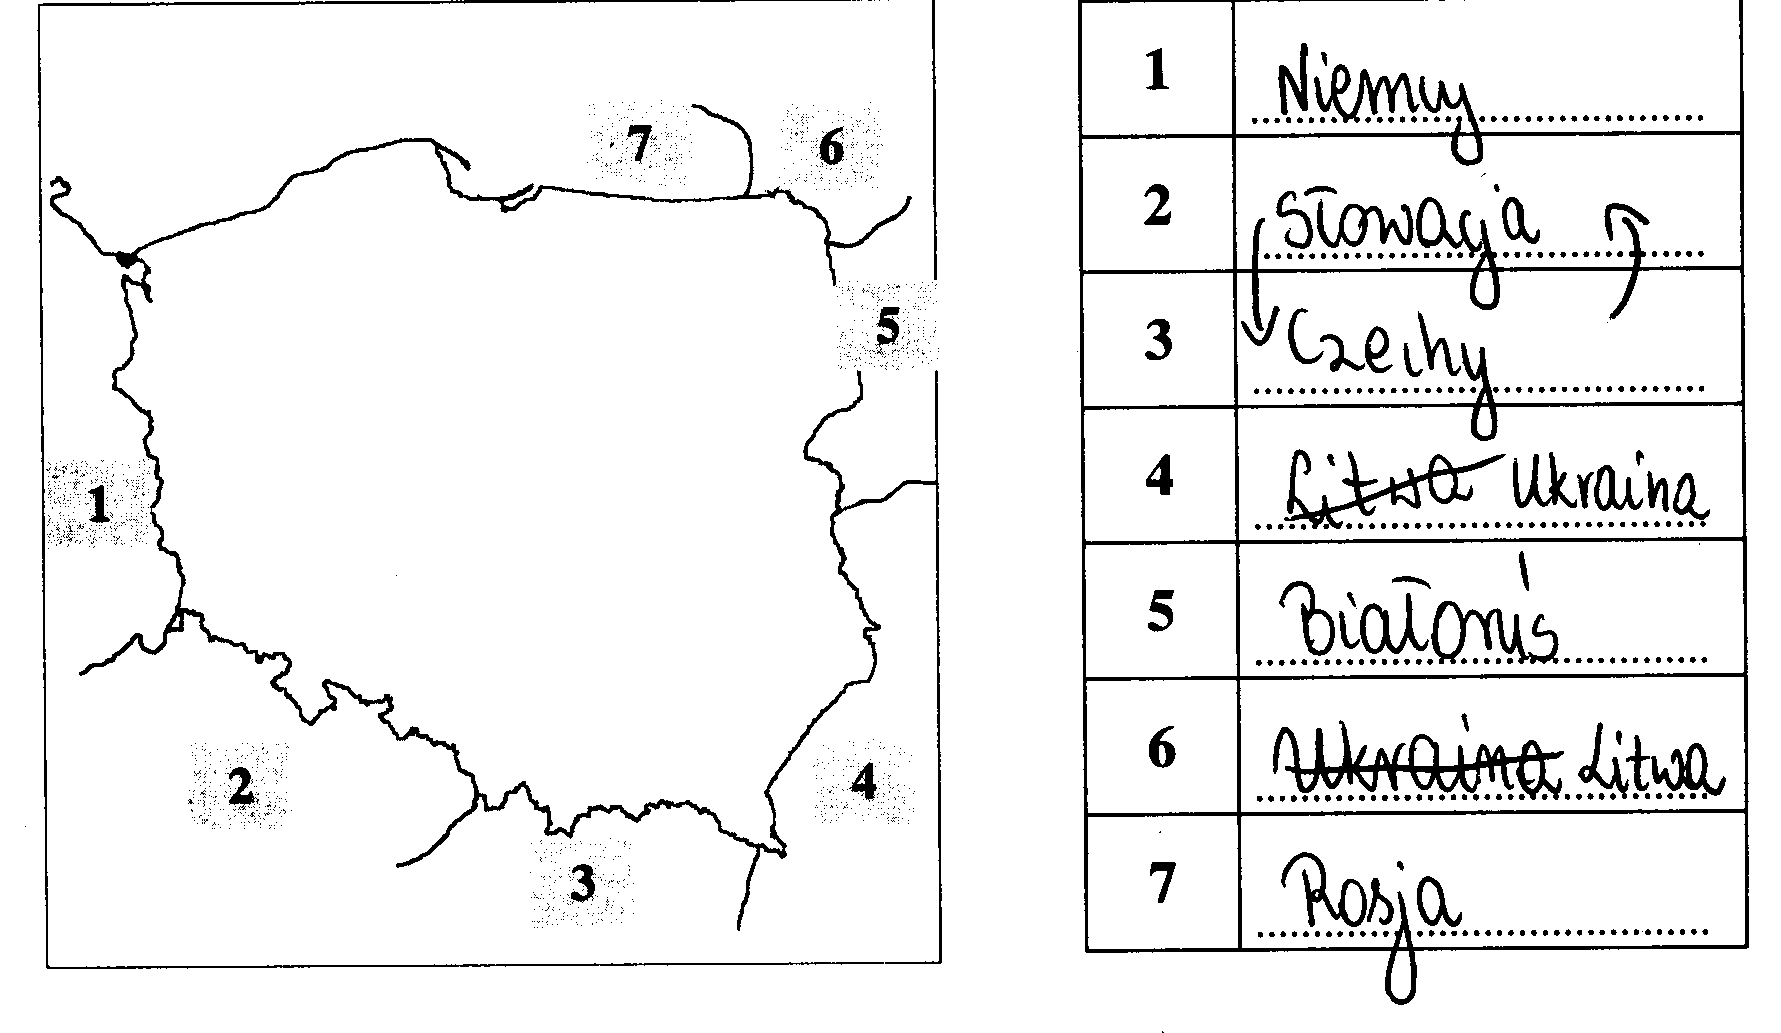 7
6
5
1
2
4
3
1 Niemcy
2 Słowacja
3 Czechy
4 Litwa Ukraina
5 Białoruś
6 Ukraina Litwa
7 Rosja